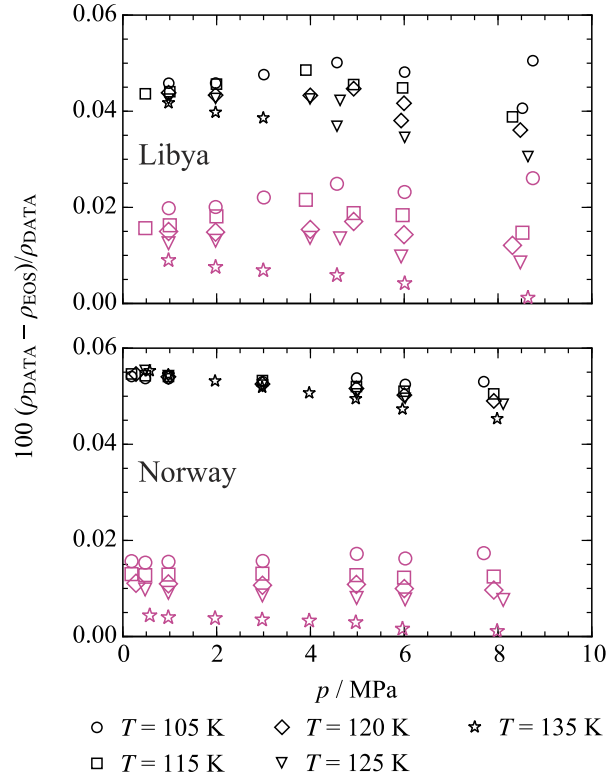 100 (ρDATA − ρEOS)/ρDATA
0.06
0.04
Libya
0.02
0.00
0.06
0.04
Norway
0.02
0.00
0 2 4 6 8 10
p / MPa
T = 105 K T = 120 K T = 135 K
T = 115 K T = 125 K